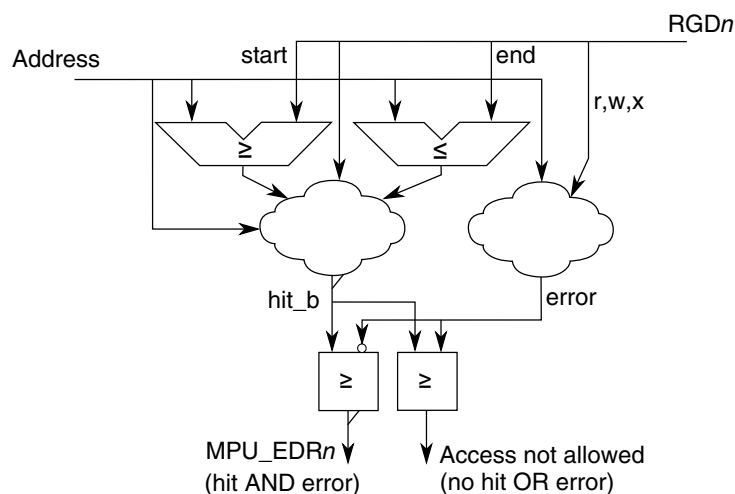 RGDn
Address
start
end
r,w,x
≥
≤
hit_b
error
≥
≥
MPU_EDRn
(hit AND error)
Access not allowed
(no hit OR error)